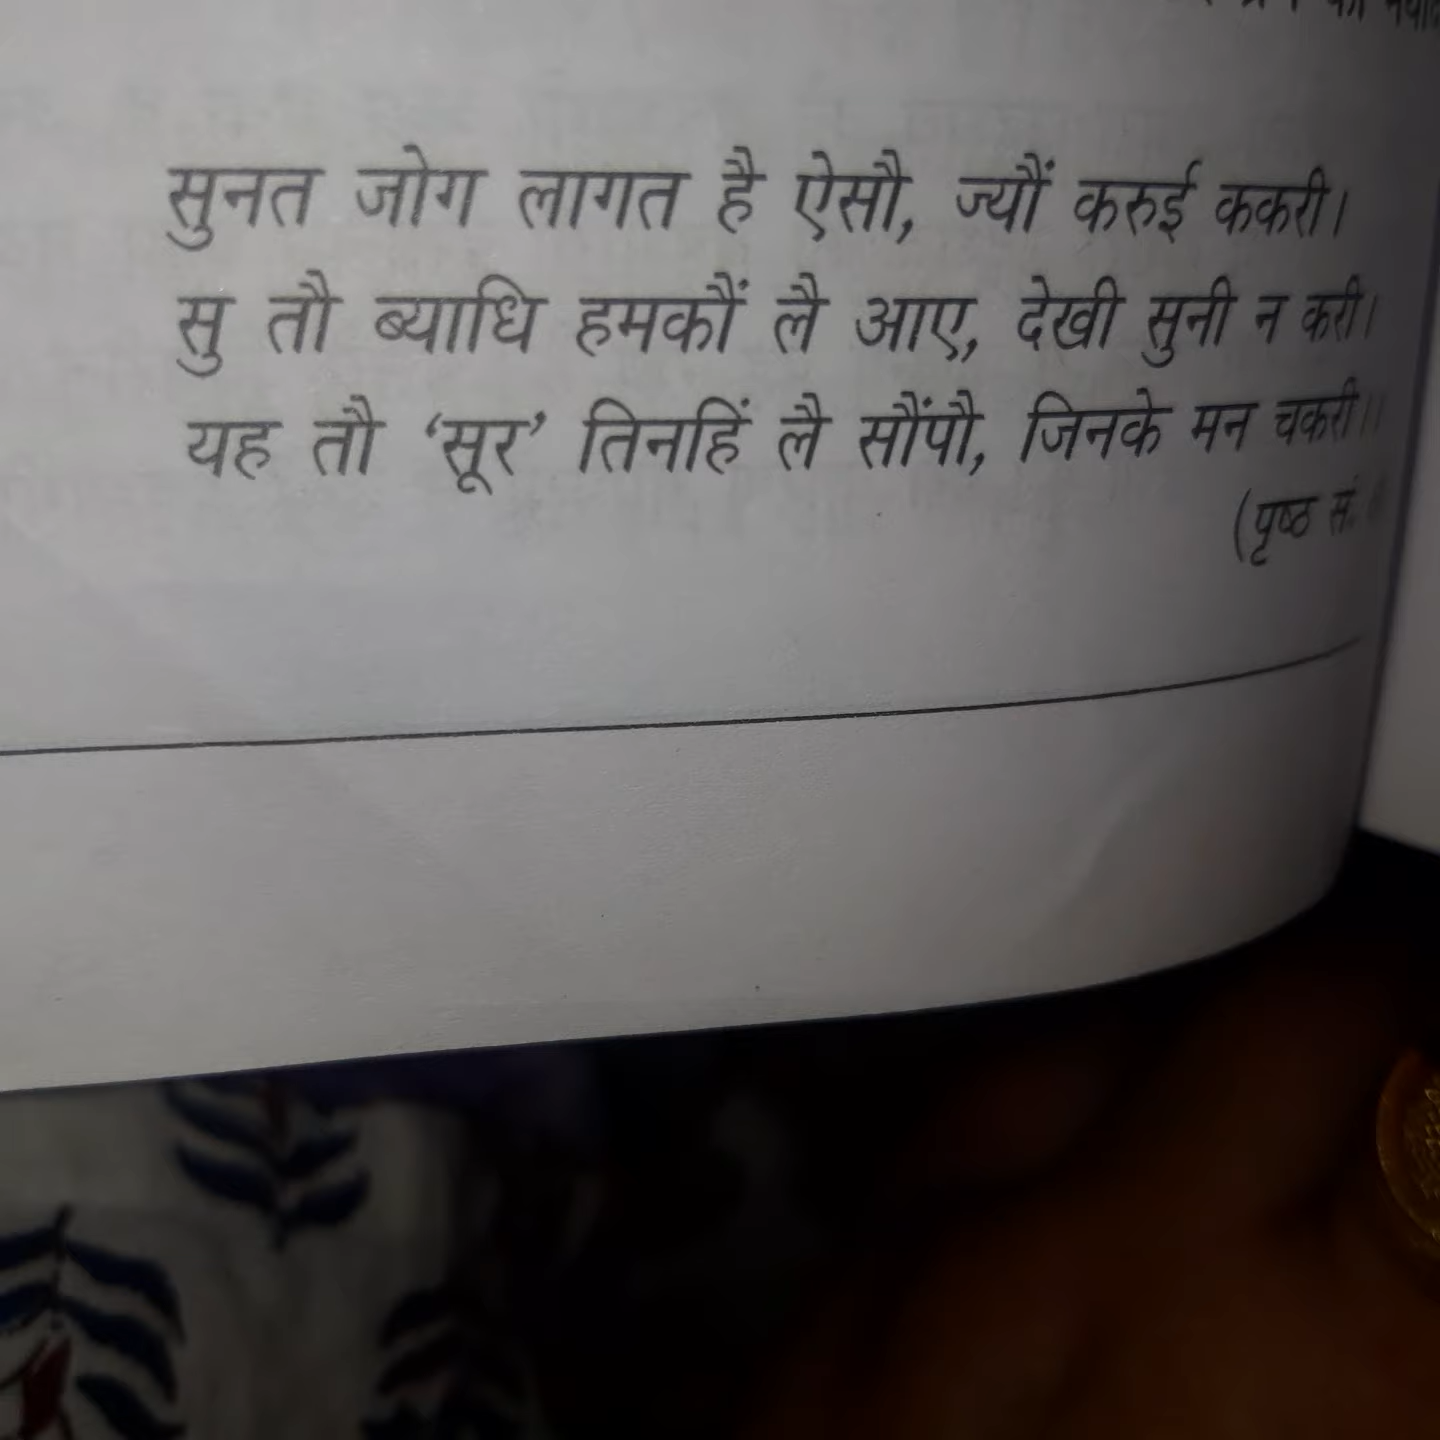 सुनत जोग लागत है ऐसौ, ज्यौं करुई ककरी।
सु तौ ब्याधि हमकौं लै आए, देखी सुनी न करी।
यह तौ ‘सूर’ तिनहिं लै सौंपौ, जिनके मन चकरी।।
(पृष्ठ सं.